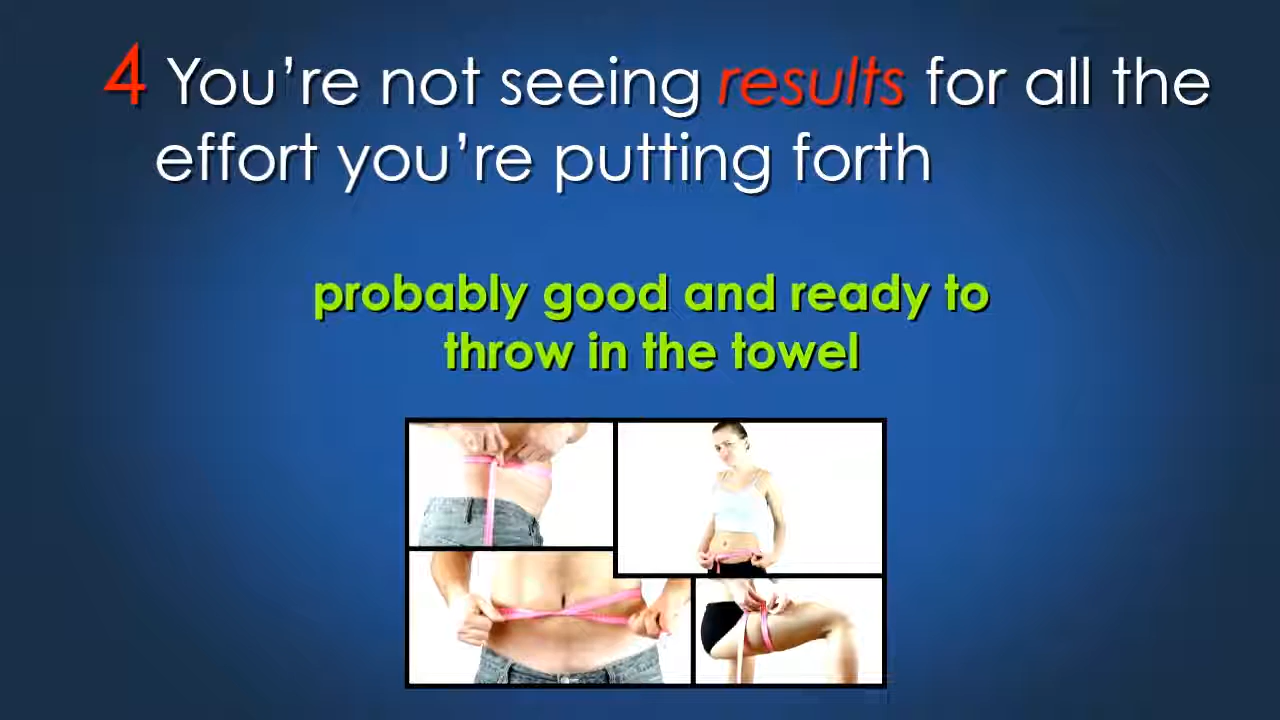 4 You’re not seeing results for all the
effort you’re putting forth
probably good and ready to
throw in the towel